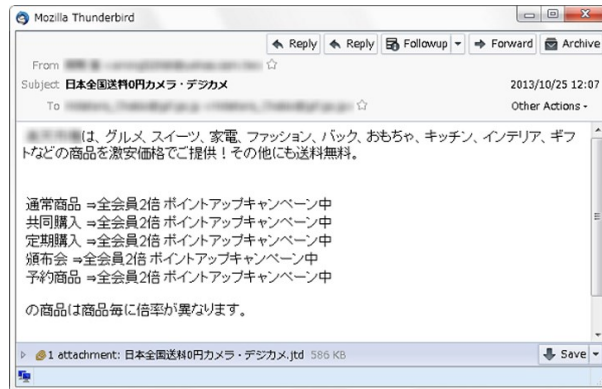 Mozilla Thunderbird
Reply Reply Followup Forward Archive
From
Subject 日本全国送料0円カメラ・デジカメ 2013/10/25 12:07
To Other Actions
は、グルメ、スイーツ、家電、ファッション、バック、おもちゃ、キッチン、インテリア、ギフ
トなどの商品を激安価格でご提供！その他にも送料無料。
通常商品 ⇒全会員2倍 ポイントアップキャンペーン中
共同購入 ⇒全会員2倍 ポイントアップキャンペーン中
定期購入 ⇒全会員2倍 ポイントアップキャンペーン中
頒布会 ⇒全会員2倍 ポイントアップキャンペーン中
予約商品 ⇒全会員2倍 ポイントアップキャンペーン中
の商品は商品毎に倍率が異なります。
1 attachment: 日本全国送料0円カメラ・デジカメ.jtd 586 KB Save